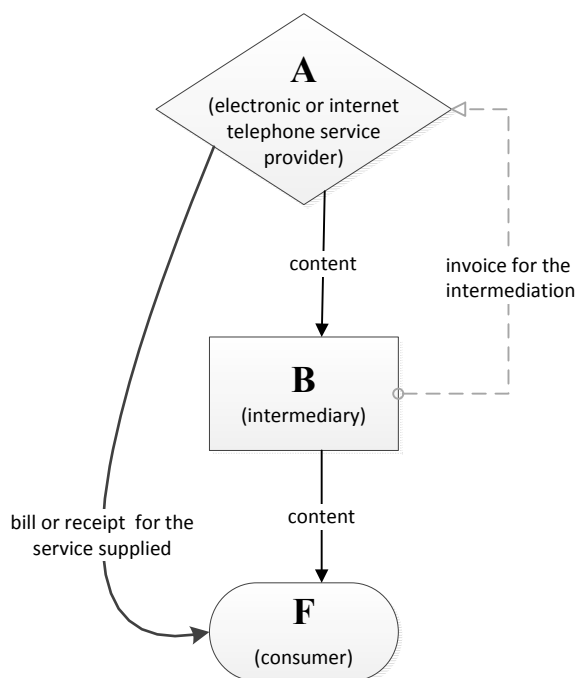 A
(electronic or internet
telephone service
provider)
content
invoice for the
intermediation
B
(intermediary)
content
bill or receipt  for the
service supplied
F
(consumer)